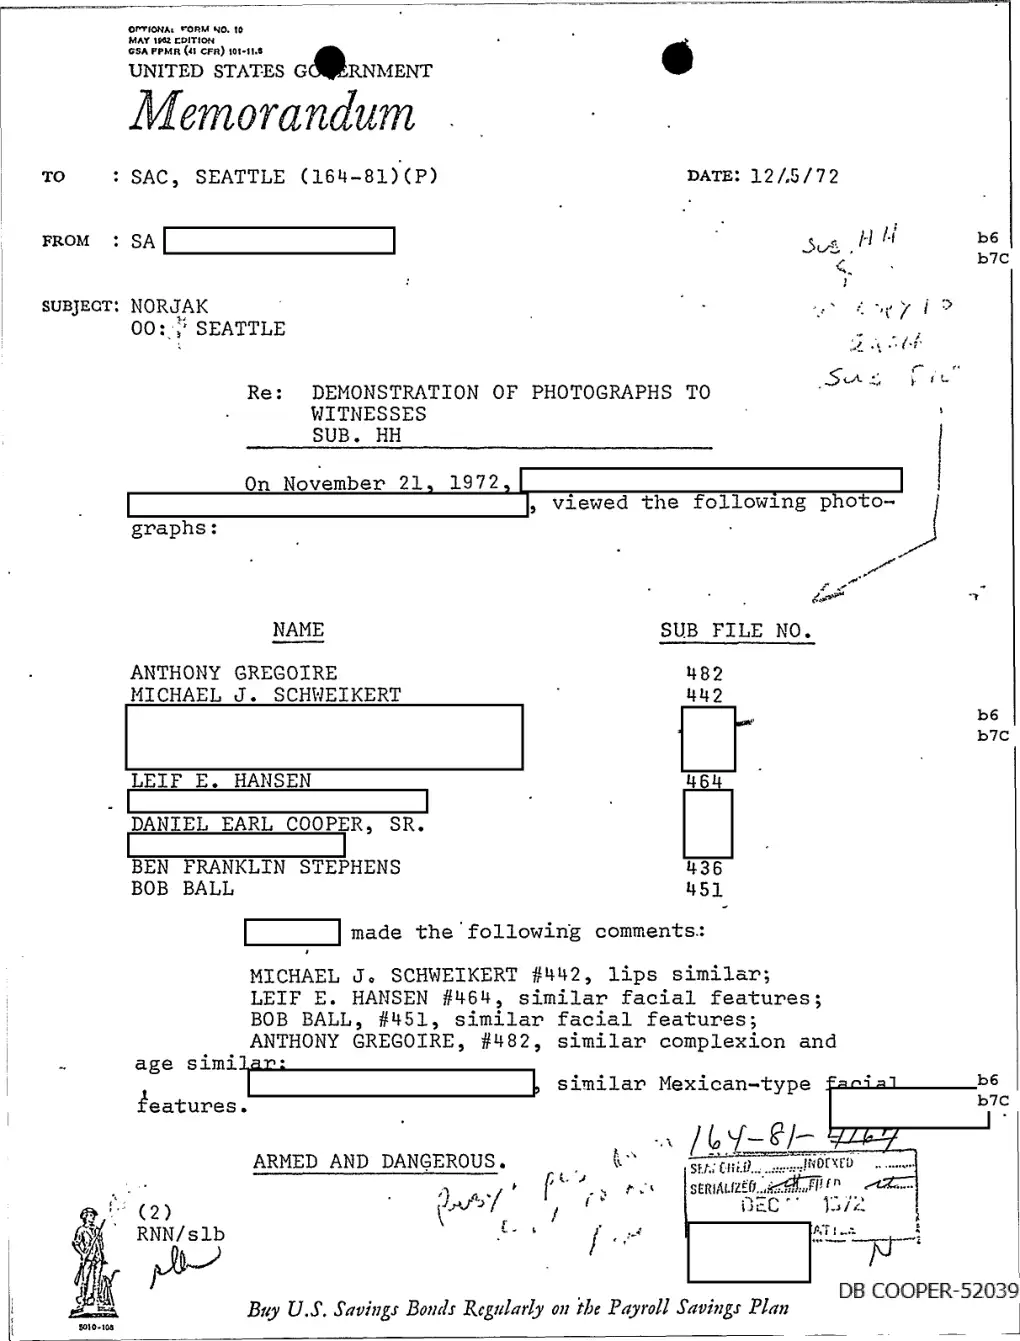 OPTIONAL FORM NO. 10
MAY 1962 EDITION
GSA FPMR (41 CFR) 101-11.6
UNITED STATES GOVERNMENT
Memorandum
TO : SAC, SEATTLE (164-81)(P)
DATE: 12/5/72
FROM : SA
b6
b7C
Sub HH
SUBJECT: NORJAK
OO: SEATTLE
Sub File
Re: DEMONSTRATION OF PHOTOGRAPHS TO
WITNESSES
SUB. HH
On November 21, 1972,
, viewed the following photo-
graphs:
NAME SUB FILE NO.
ANTHONY GREGOIRE 482
MICHAEL J. SCHWEIKERT 442
b6
b7C
LEIF E. HANSEN 464
DANIEL EARL COOPER, SR.
BEN FRANKLIN STEPHENS 436
BOB BALL 451
made the following comments:
MICHAEL J. SCHWEIKERT #442, lips similar;
LEIF E. HANSEN #464, similar facial features;
BOB BALL, #451, similar facial features;
ANTHONY GREGOIRE, #482, similar complexion and
age similar;
, similar Mexican-type facial
features.
b6
b7C
164-81-4167
ARMED AND DANGEROUS.
SEARCHED INDEXED
SERIALIZED FILED
DEC 1972
(2)
RNN/slb
N
DB COOPER-52039
Buy U.S. Savings Bonds Regularly on the Payroll Savings Plan
5010-108